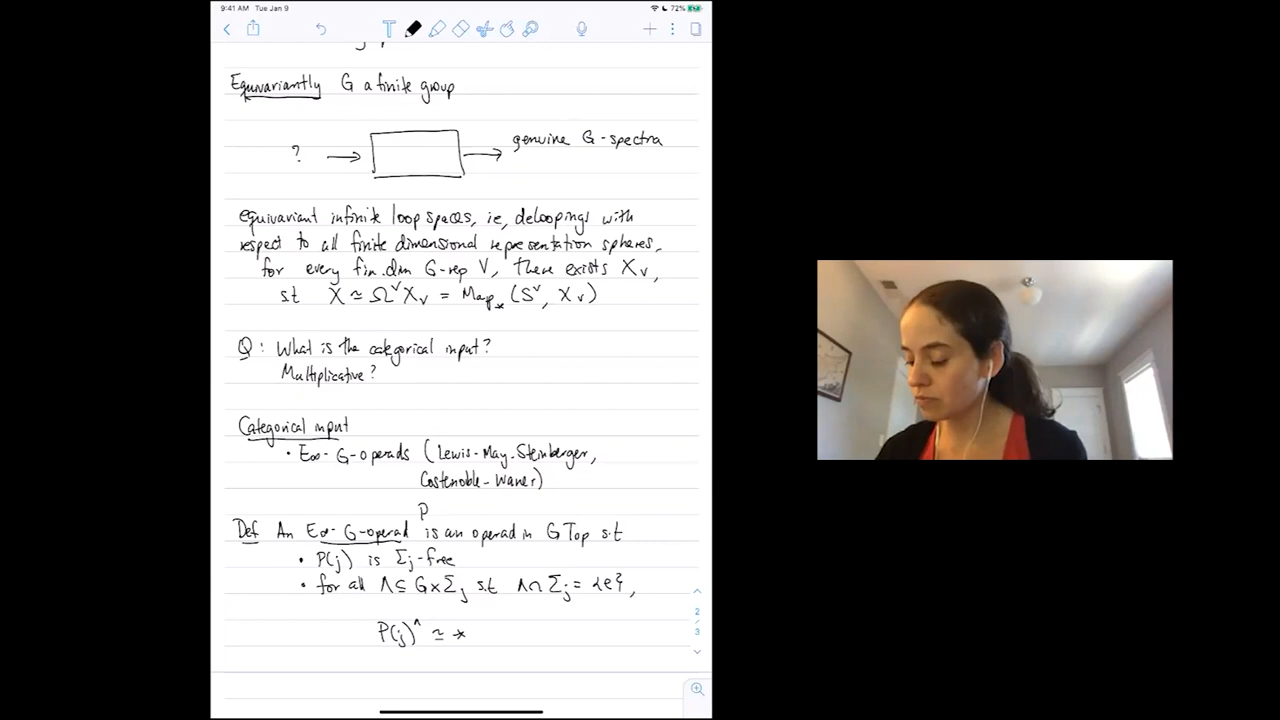 9:41 AM Tue Jan 9
72%
Equivariantly G a finite group
? → → genuine G-spectra
equivariant infinite loop spaces, ie, deloopings with
respect to all finite dimensional representation spheres,
for every fin.dim G-rep V, there exists X_V,
s.t X ≃ Ω^V X_V = Map_* (S^V, X_V)
Q: What is the categorical input?
Multiplicative?
Categorical input
• E∞-G-operads (Lewis-May-Steinberger,
Costenoble-Waner)
P
Def An E∞-G-operad is an operad in G Top s.t
• P(j) is Σ_j-free
• for all Λ ⊆ G×Σ_j s.t Λ∩Σ_j = {e},
P(j)^Λ ≃ *
2
/
3